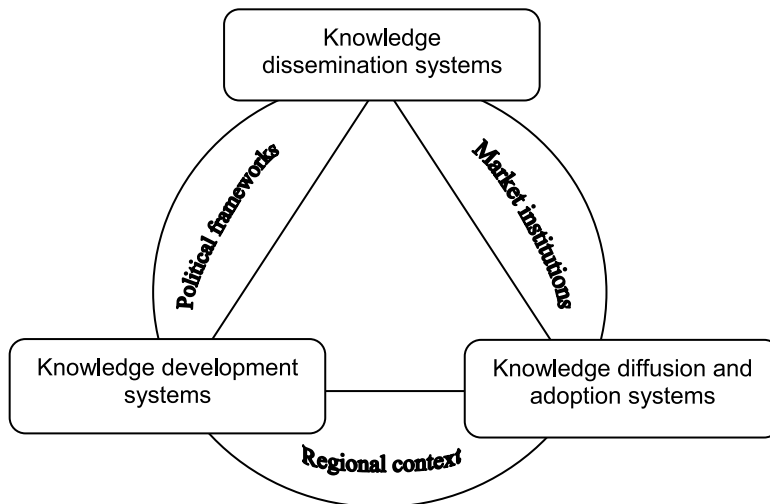 Knowledge
dissemination systems
Political frameworks
Market institutions
Knowledge development
systems
Knowledge diffusion and
adoption systems
Regional context